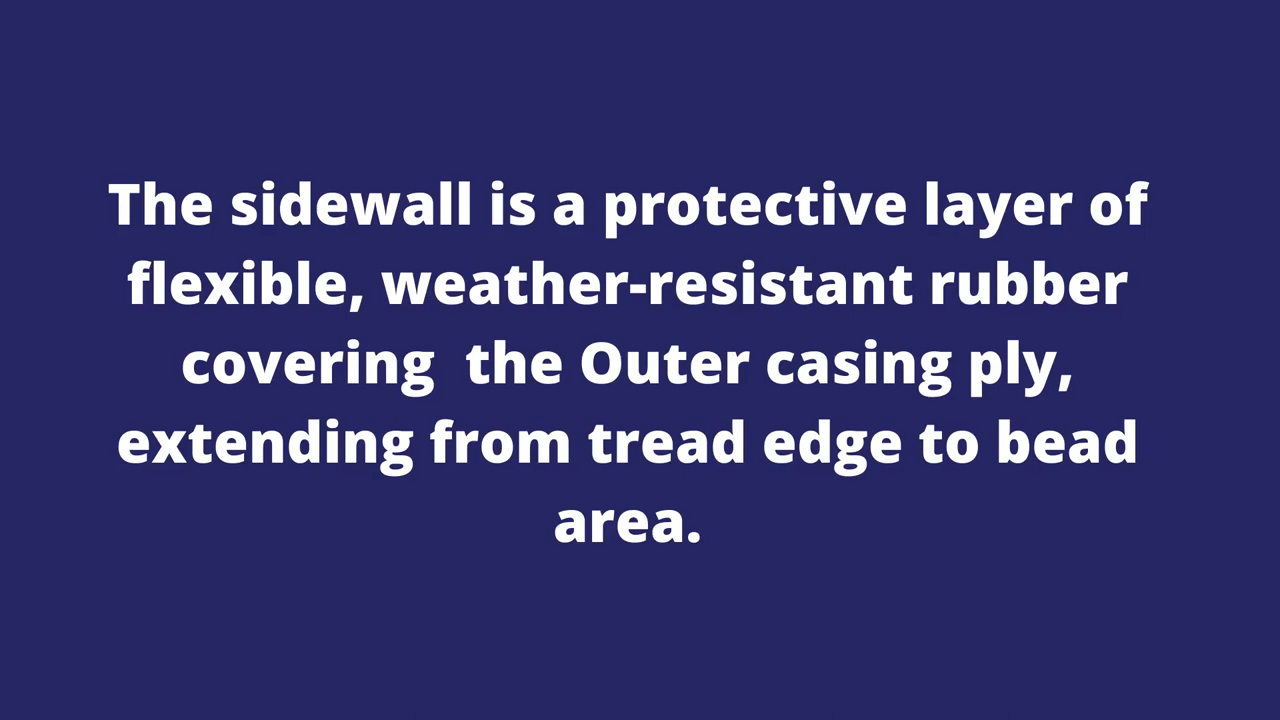 The sidewall is a protective layer of
flexible, weather-resistant rubber
covering  the Outer casing ply,
extending from tread edge to bead
area.